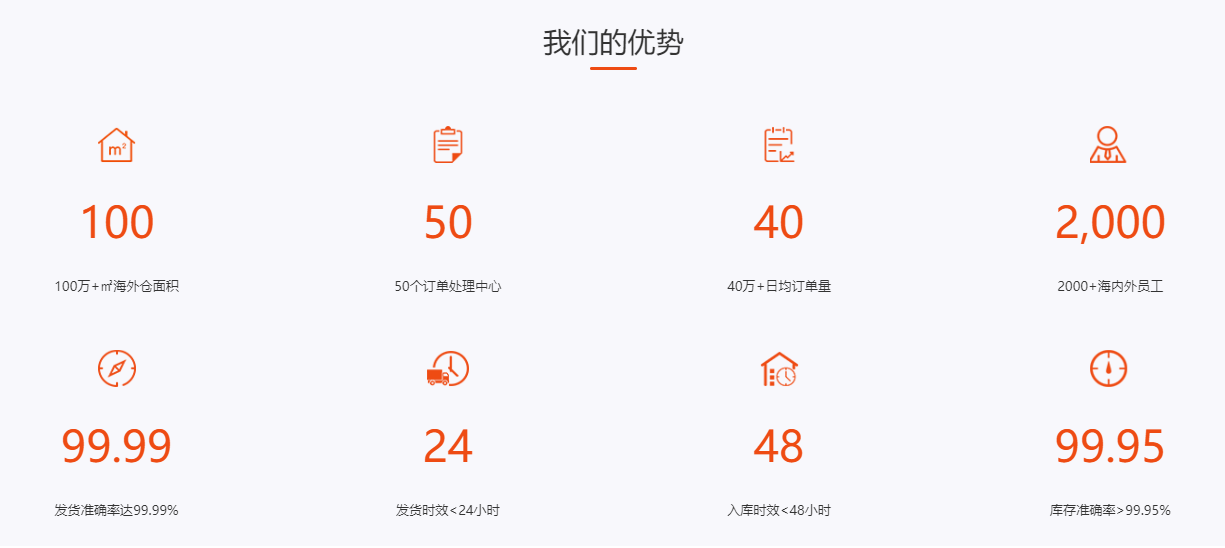 我们的优势
m²
100
50
40
2,000
100万+㎡海外仓面积
50个订单处理中心
40万+日均订单量
2000+海内外员工
99.99
24
48
99.95
发货准确率达99.99%
发货时效<24小时
入库时效<48小时
库存准确率>99.95%